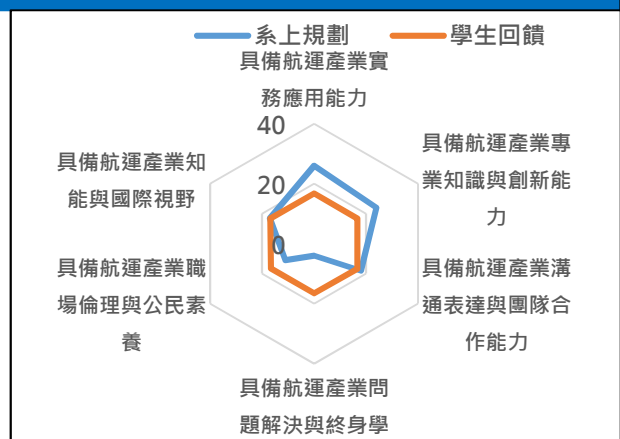 系上規劃 學生回饋
具備航運產業實
務應用能力
40
20
0
具備航運產業專
業知識與創新能
力
具備航運產業溝
通表達與團隊合
作能力
具備航運產業問
題解決與終身學
具備航運產業職
場倫理與公民素
養
具備航運產業知
能與國際視野